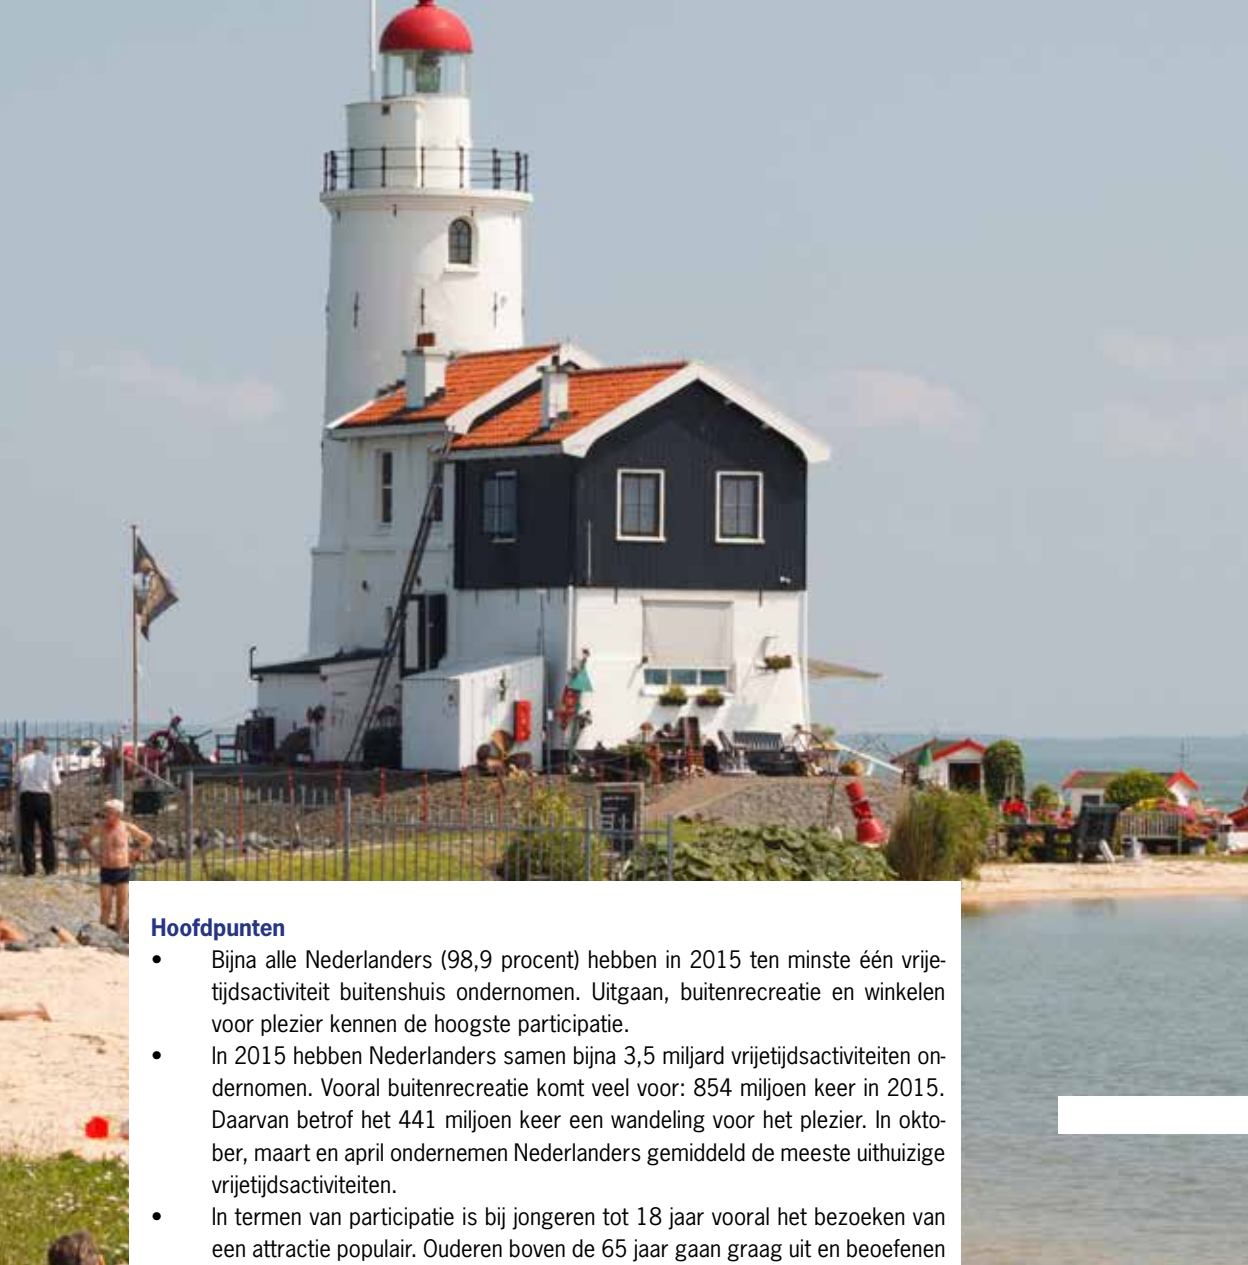 Hoofdpunten
• Bijna alle Nederlanders (98,9 procent) hebben in 2015 ten minste één vrije-
tijdsactiviteit buitenshuis ondernomen. Uitgaan, buitenrecreatie en winkelen
voor plezier kennen de hoogste participatie.
• In 2015 hebben Nederlanders samen bijna 3,5 miljard vrijetijdsactiviteiten on-
dernomen. Vooral buitenrecreatie komt veel voor: 854 miljoen keer in 2015.
Daarvan betrof het 441 miljoen keer een wandeling voor het plezier. In okto-
ber, maart en april ondernemen Nederlanders gemiddeld de meeste uithuizige
vrijetijdsactiviteiten.
• In termen van participatie is bij jongeren tot 18 jaar vooral het bezoeken van
een attractie populair. Ouderen boven de 65 jaar gaan graag uit en beoefenen